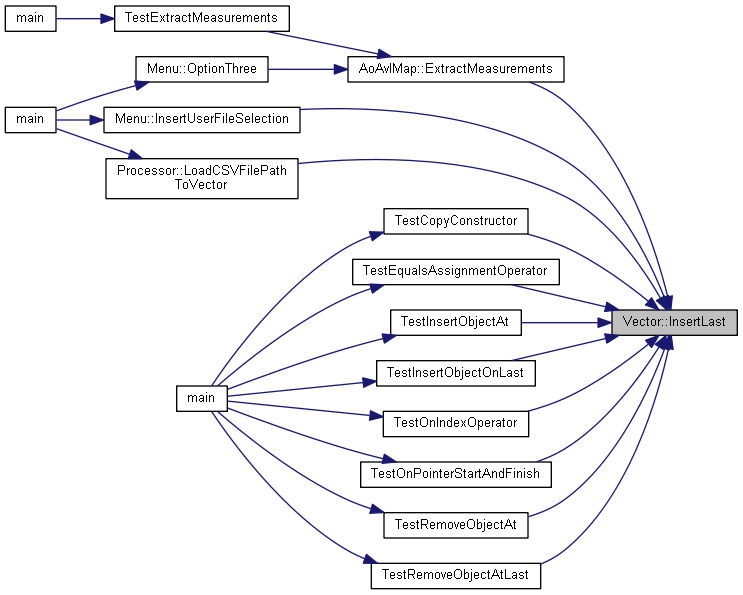 main
TestExtractMeasurements
Menu::OptionThree
AoAvlMap::ExtractMeasurements
main
Menu::InsertUserFileSelection
Processor::LoadCSVFilePath
ToVector
TestCopyConstructor
TestEqualsAssignmentOperator
TestInsertObjectAt
Vector::InsertLast
TestInsertObjectOnLast
main
TestOnIndexOperator
TestOnPointerStartAndFinish
TestRemoveObjectAt
TestRemoveObjectAtLast